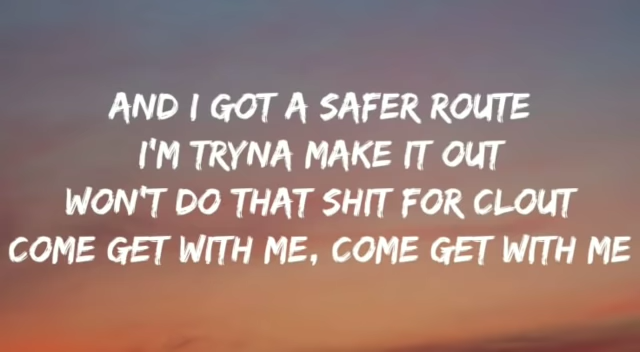 AND I GOT A SAFER ROUTE
I'M TRYNA MAKE IT OUT
WON'T DO THAT SHIT FOR CLOUT
COME GET WITH ME, COME GET WITH ME